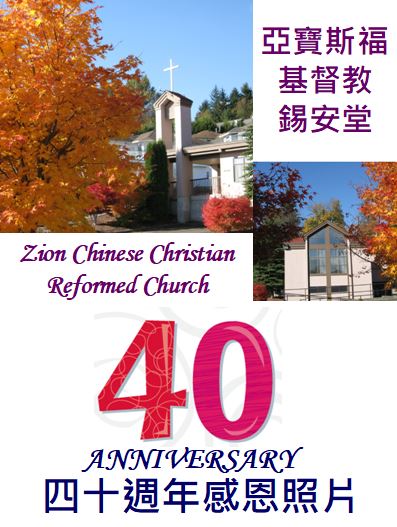 亞寶斯福
基督教
錫安堂
Zion Chinese Christian
Reformed Church
40
ANNIVERSARY
四十週年感恩照片